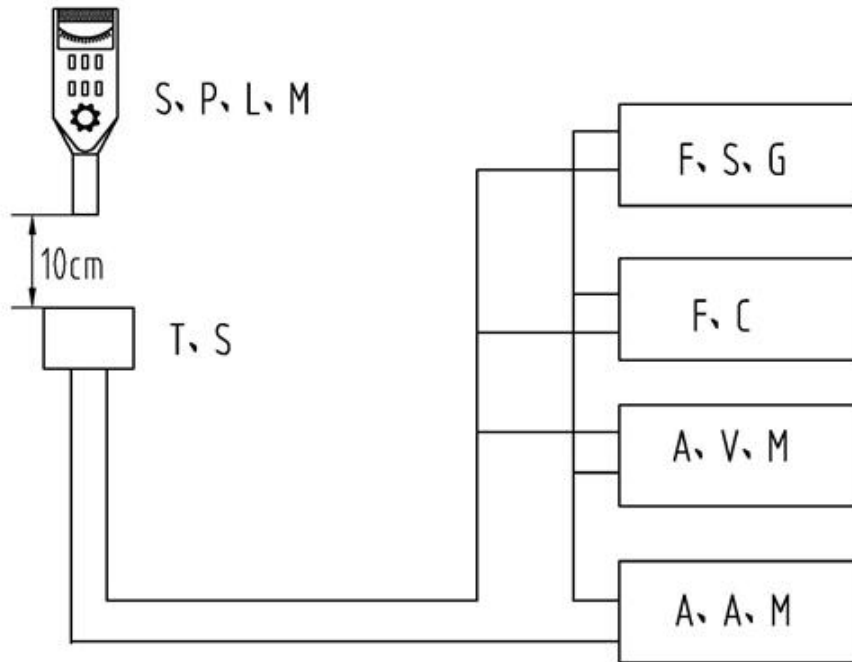 S、P、L、M
F、S、G
10cm
F、C
T、S
A、V、M
A、A、M